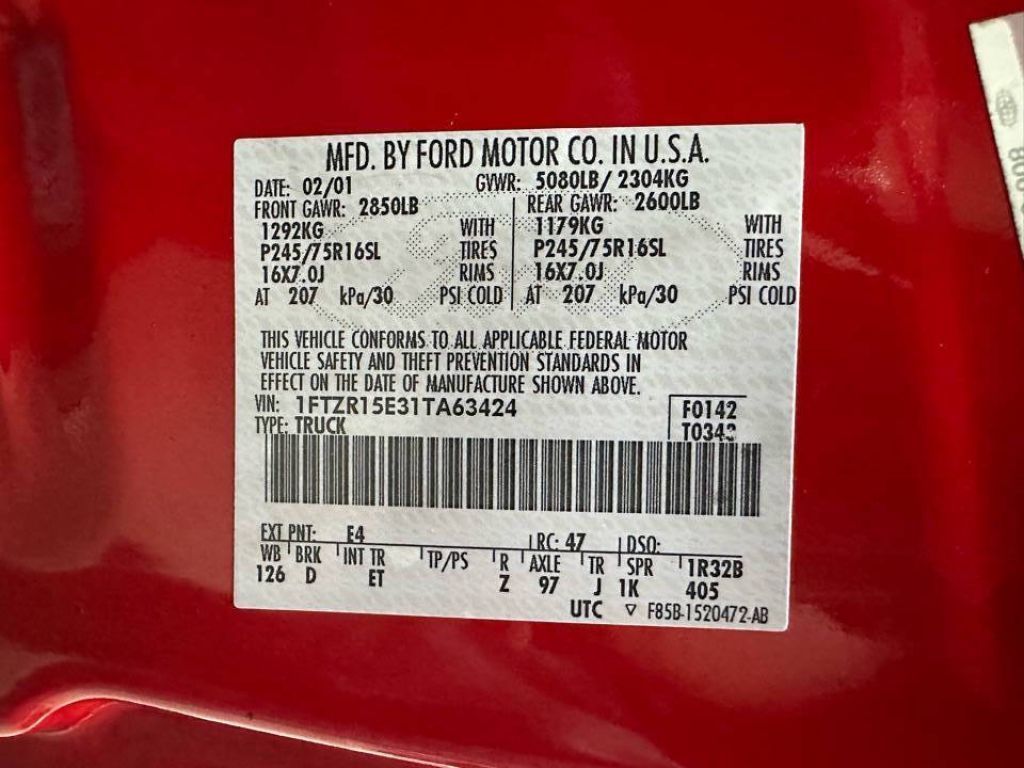 MFD. BY FORD MOTOR CO. IN U.S.A.
DATE: 02/01 GVWR: 5080LB/ 2304KG
FRONT GAWR: 2850LB REAR GAWR: 2600LB
1292KG WITH 1179KG WITH
P245/75R16SL TIRES P245/75R16SL TIRES
16X7.0J RIMS 16X7.0J RIMS
AT 207 kPa/30 PSI COLD AT 207 kPa/30 PSI COLD
THIS VEHICLE CONFORMS TO ALL APPLICABLE FEDERAL MOTOR
VEHICLE SAFETY AND THEFT PREVENTION STANDARDS IN
EFFECT ON THE DATE OF MANUFACTURE SHOWN ABOVE.
VIN: 1FTZR15E31TA63424 F0142
TYPE: TRUCK T0343
EXT PNT: E4 RC: 47 DSO:
WB BRK INT TR TP/PS R AXLE TR SPR 1R32B
126 D ET Z 97 J 1K 405
UTC ▽ F85B-1520472-AB